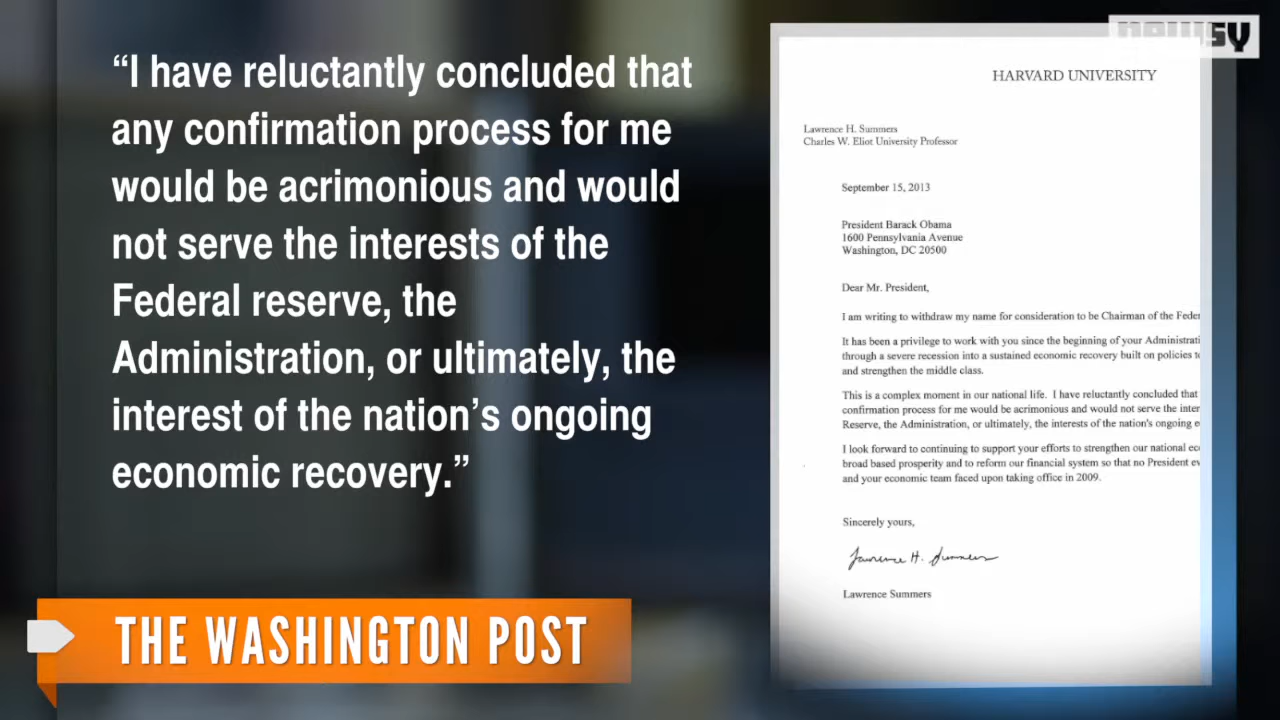 “I have reluctantly concluded that
any confirmation process for me
would be acrimonious and would
not serve the interests of the
Federal reserve, the
Administration, or ultimately, the
interest of the nation’s ongoing
economic recovery.”
THE WASHINGTON POST
newsy
HARVARD UNIVERSITY
Lawrence H. Summers
Charles W. Eliot University Professor
September 15, 2013
President Barack Obama
1600 Pennsylvania Avenue
Washington, DC 20500
Dear Mr. President,
I am writing to withdraw my name for consideration to be Chairman of the Feder
It has been a privilege to work with you since the beginning of your Administrati
through a severe recession into a sustained economic recovery built on policies t
and strengthen the middle class.
This is a complex moment in our national life. I have reluctantly concluded that
confirmation process for me would be acrimonious and would not serve the inter
Reserve, the Administration, or ultimately, the interests of the nation's ongoing e
I look forward to continuing to support your efforts to strengthen our national ec
broad based prosperity and to reform our financial system so that no President ev
and your economic team faced upon taking office in 2009.
Sincerely yours,
Lawrence H. Summers
Lawrence Summers